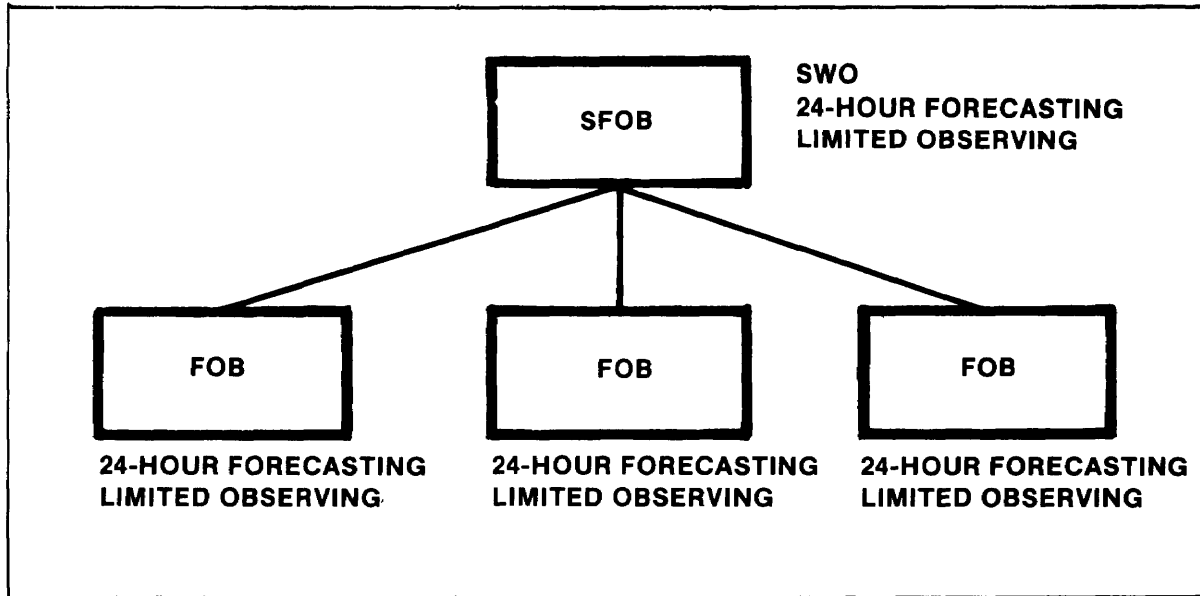 SFOB
SWO
24-HOUR FORECASTING
LIMITED OBSERVING
FOB
24-HOUR FORECASTING
LIMITED OBSERVING
FOB
24-HOUR FORECASTING
LIMITED OBSERVING
FOB
24-HOUR FORECASTING
LIMITED OBSERVING